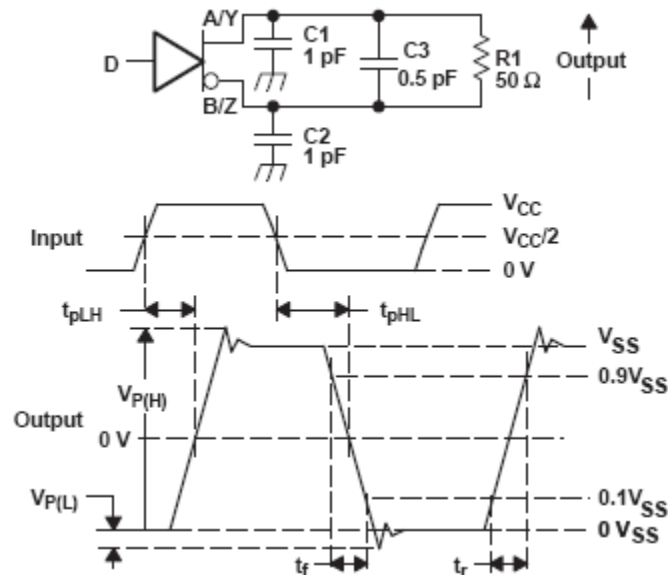 A/Y
C1
1 pF
C3
0.5 pF
R1
50 Ω
Output
D
B/Z
C2
1 pF
Input
VCC
VCC/2
0 V
tpLH
tpHL
VP(H)
VSS
0.9VSS
Output
0 V
VP(L)
0.1VSS
0 VSS
tf
tr